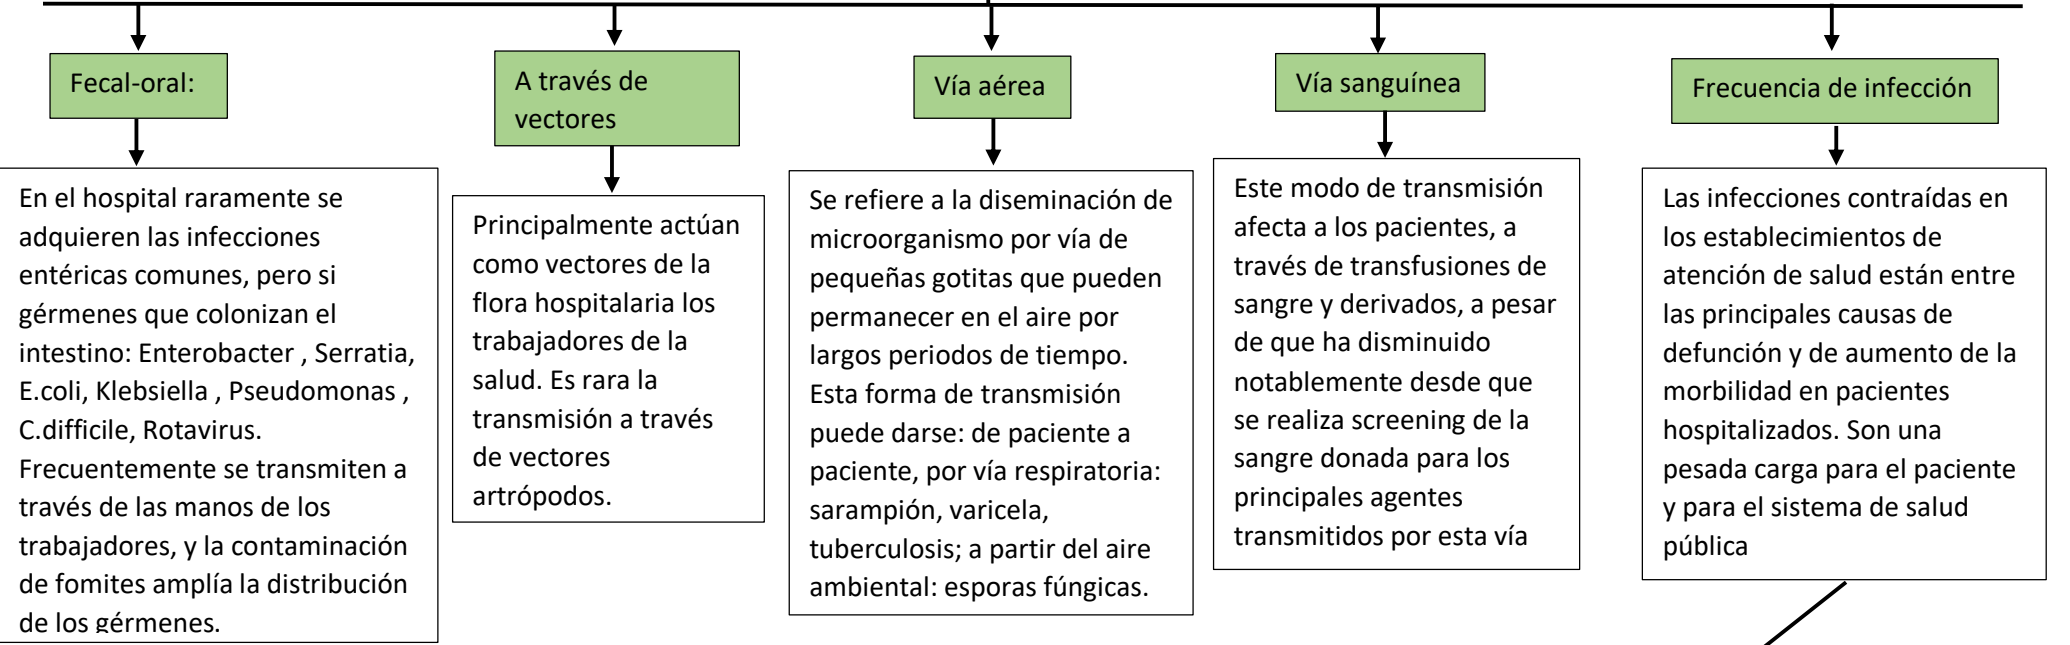 Fecal-oral:
En el hospital raramente se
adquieren las infecciones
entéricas comunes, pero si
gérmenes que colonizan el
intestino: Enterobacter , Serratia,
E.coli, Klebsiella , Pseudomonas ,
C.difficile, Rotavirus.
Frecuentemente se transmiten a
través de las manos de los
trabajadores, y la contaminación
de fomites amplía la distribución
de los gérmenes.
A través de
vectores
Principalmente actúan
como vectores de la
flora hospitalaria los
trabajadores de la
salud. Es rara la
transmisión a través
de vectores
artrópodos.
Vía aérea
Se refiere a la diseminación de
microorganismo por vía de
pequeñas gotitas que pueden
permanecer en el aire por
largos periodos de tiempo.
Esta forma de transmisión
puede darse: de paciente a
paciente, por vía respiratoria:
sarampión, varicela,
tuberculosis; a partir del aire
ambiental: esporas fúngicas.
Vía sanguínea
Este modo de transmisión
afecta a los pacientes, a
través de transfusiones de
sangre y derivados, a pesar
de que ha disminuido
notablemente desde que
se realiza screening de la
sangre donada para los
principales agentes
transmitidos por esta vía
Frecuencia de infección
Las infecciones contraídas en
los establecimientos de
atención de salud están entre
las principales causas de
defunción y de aumento de la
morbilidad en pacientes
hospitalizados. Son una
pesada carga para el paciente
y para el sistema de salud
pública